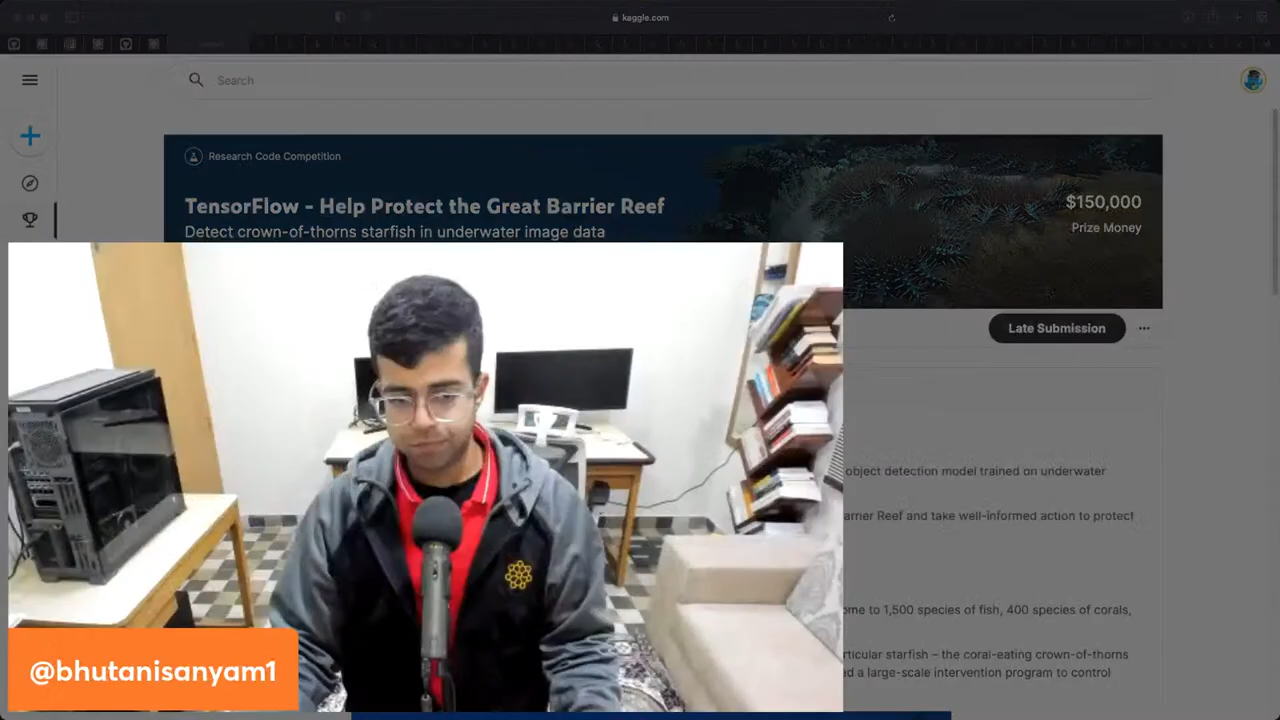 kaggle.com
Search
Research Code Competition
TensorFlow - Help Protect the Great Barrier Reef
Detect crown-of-thorns starfish in underwater image data
$150,000
Prize Money
Late Submission
object detection model trained on underwater
arrier Reef and take well-informed action to protect
ome to 1,500 species of fish, 400 species of corals,
rticular starfish – the coral-eating crown-of-thorns
d a large-scale intervention program to control
@bhutanisanyam1